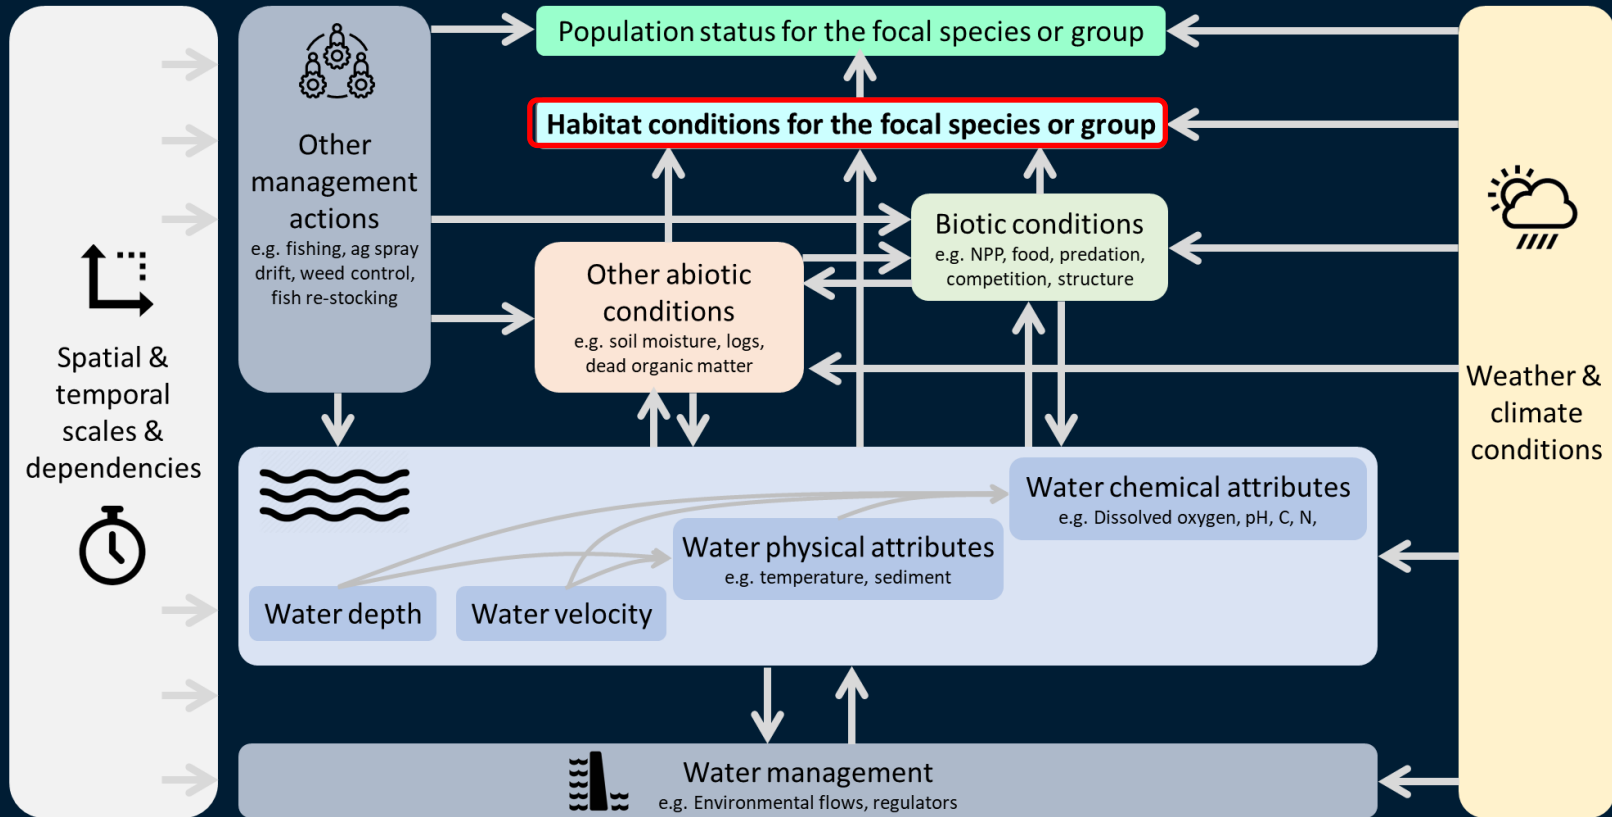 Population status for the focal species or group
Habitat conditions for the focal species or group
Other
management
actions
e.g. fishing, ag spray
drift, weed control,
fish re-stocking
Biotic conditions
e.g. NPP, food, predation,
competition, structure
Other abiotic
conditions
e.g. soil moisture, logs,
dead organic matter
Spatial &
temporal
scales &
dependencies
Weather &
climate
conditions
Water chemical attributes
e.g. Dissolved oxygen, pH, C, N,
Water physical attributes
e.g. temperature, sediment
Water depth
Water velocity
Water management
e.g. Environmental flows, regulators